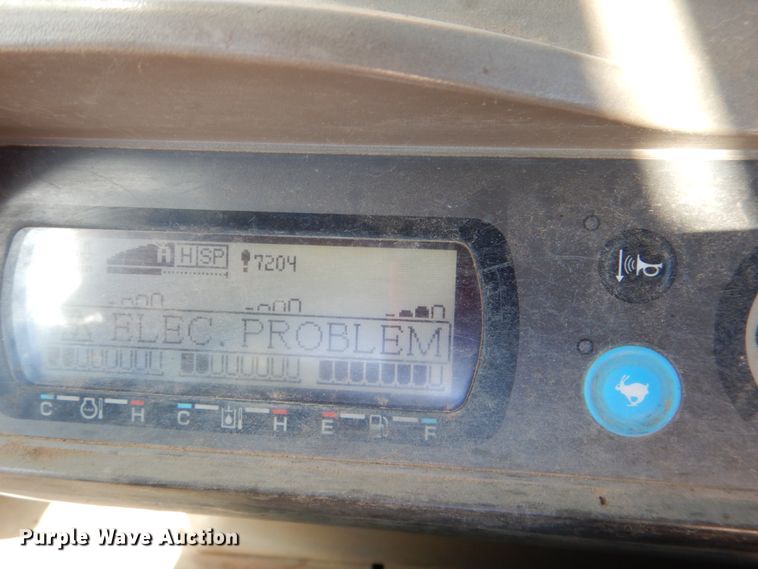 A H SP !7204
ELEC. PROBLEM
C H C H E F
Purple Wave Auction